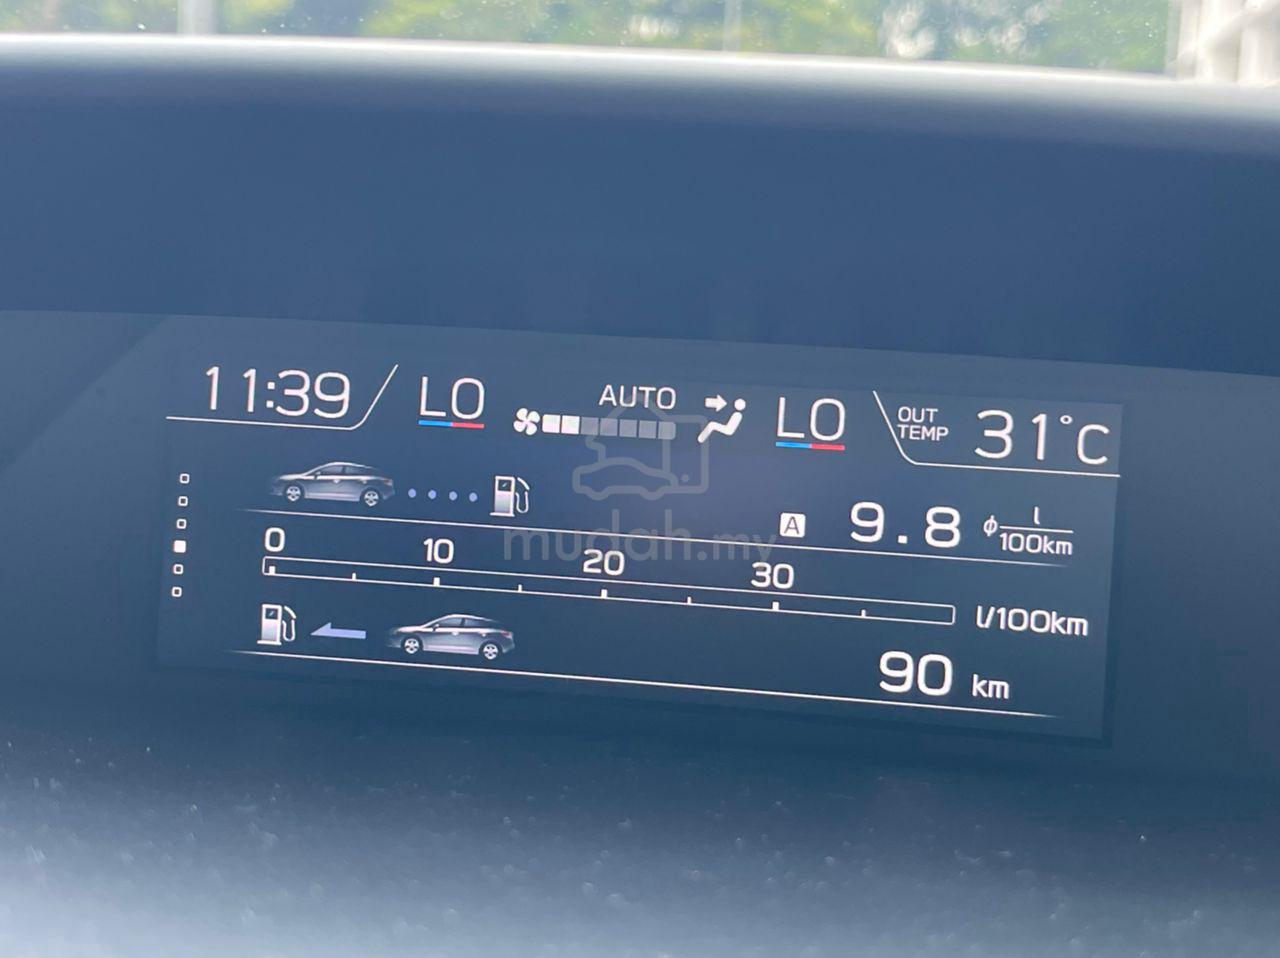 11:39 LO AUTO LO OUT TEMP 31°C
A 9.8 ϕ l/100km
0 10 20 30 l/100km
90 km
mudah.my